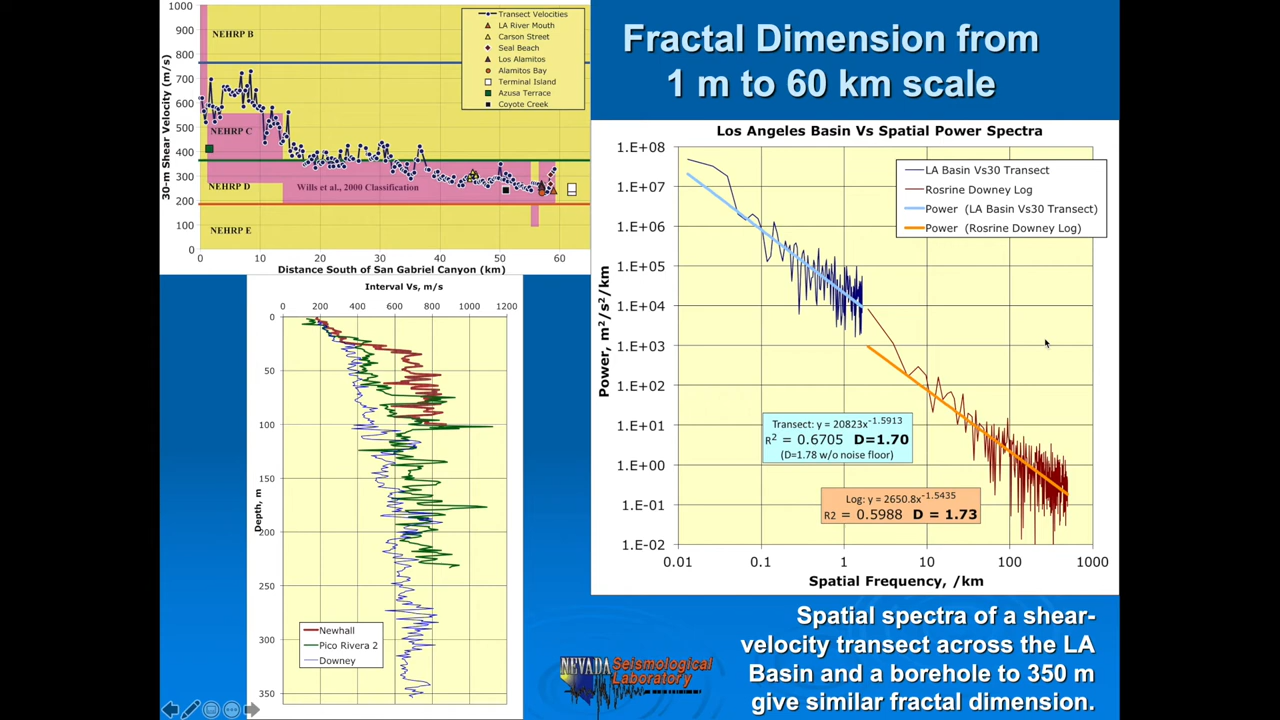 Fractal Dimension from
1 m to 60 km scale
1000
900
800
700
600
500
400
300
200
100
0
30-m Shear Velocity (m/s)
NEHRP B
NEHRP C
NEHRP D
Wills et al., 2000 Classification
NEHRP E
Transect Velocities
LA River Mouth
Carson Street
Seal Beach
Los Alamitos
Alamitos Bay
Terminal Island
Azusa Terrace
Coyote Creek
0 10 20 30 40 50 60
Distance South of San Gabriel Canyon (km)
Interval Vs, m/s
0 200 400 600 800 1000 1200
0
50
100
150
200
250
300
350
Depth, m
Newhall
Pico Rivera 2
Downey
Los Angeles Basin Vs Spatial Power Spectra
1.E+08
1.E+07
1.E+06
1.E+05
1.E+04
1.E+03
1.E+02
1.E+01
1.E+00
1.E-01
1.E-02
Power, m²/s²/km
LA Basin Vs30 Transect
Rosrine Downey Log
Power (LA Basin Vs30 Transect)
Power (Rosrine Downey Log)
Transect: y = 20823x^-1.5913
R² = 0.6705 D=1.70
(D=1.78 w/o noise floor)
Log: y = 2650.8x^-1.5435
R2 = 0.5988 D = 1.73
0.01 0.1 1 10 100 1000
Spatial Frequency, /km
NEVADA Seismological
Laboratory
Spatial spectra of a shear-
velocity transect across the LA
Basin and a borehole to 350 m
give similar fractal dimension.